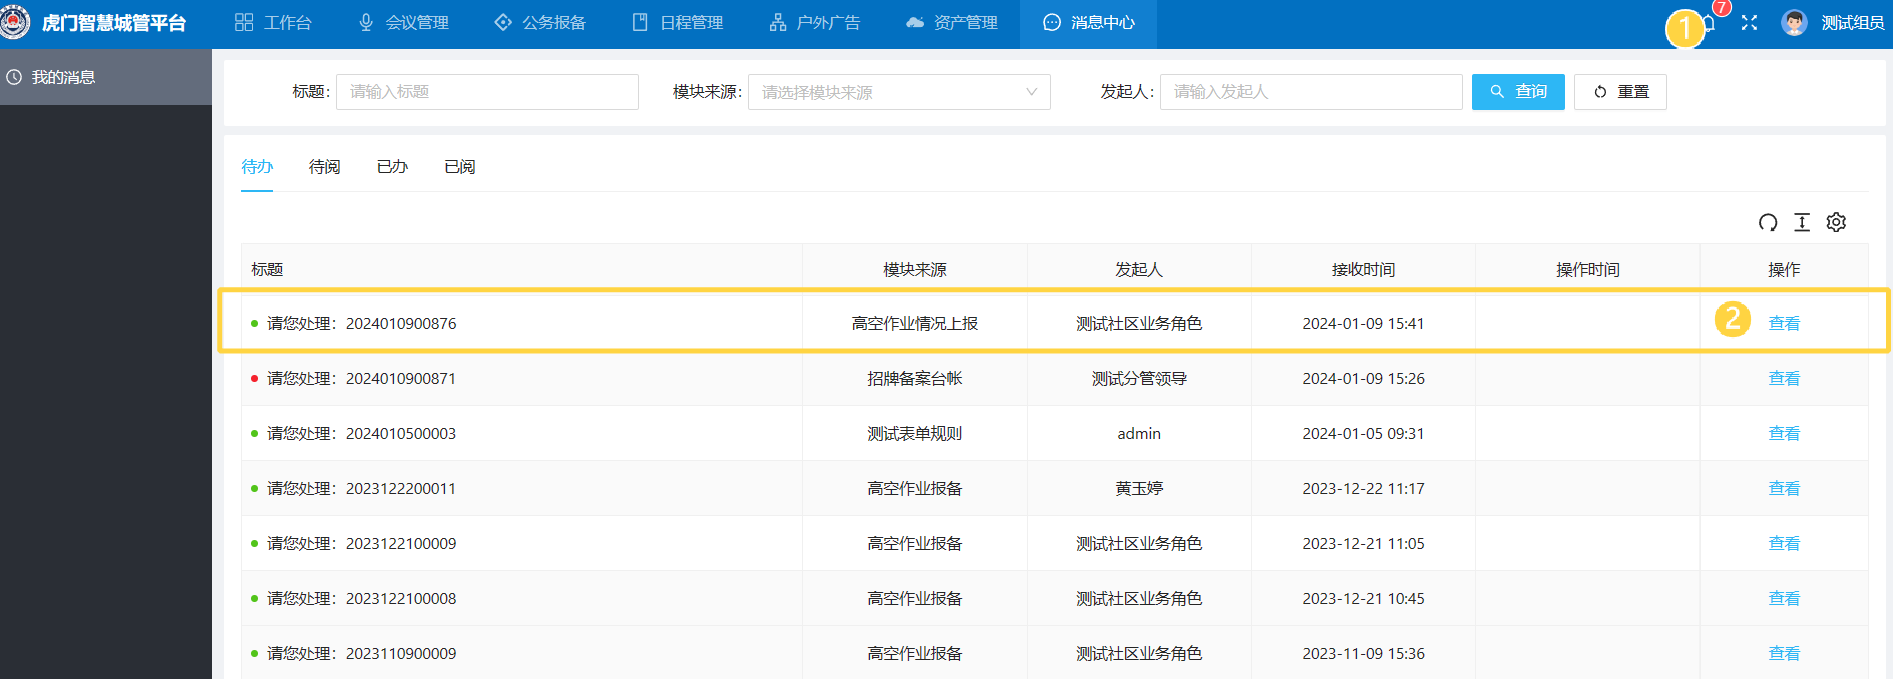 虎门智慧城管平台 工作台 会议管理 公务报备 日程管理 户外广告 资产管理 消息中心 1 7 测试组员
我的消息
标题: 请输入标题 模块来源: 请选择模块来源 发起人: 请输入发起人 查询 重置
待办 待阅 已办 已阅
标题 模块来源 发起人 接收时间 操作时间 操作
请您处理：2024010900876 高空作业情况上报 测试社区业务角色 2024-01-09 15:41 2 查看
请您处理：2024010900871 招牌备案台帐 测试分管领导 2024-01-09 15:26 查看
请您处理：2024010500003 测试表单规则 admin 2024-01-05 09:31 查看
请您处理：2023122200011 高空作业报备 黄玉婷 2023-12-22 11:17 查看
请您处理：2023122100009 高空作业报备 测试社区业务角色 2023-12-21 11:05 查看
请您处理：2023122100008 高空作业报备 测试社区业务角色 2023-12-21 10:45 查看
请您处理：2023110900009 高空作业报备 测试社区业务角色 2023-11-09 15:36 查看